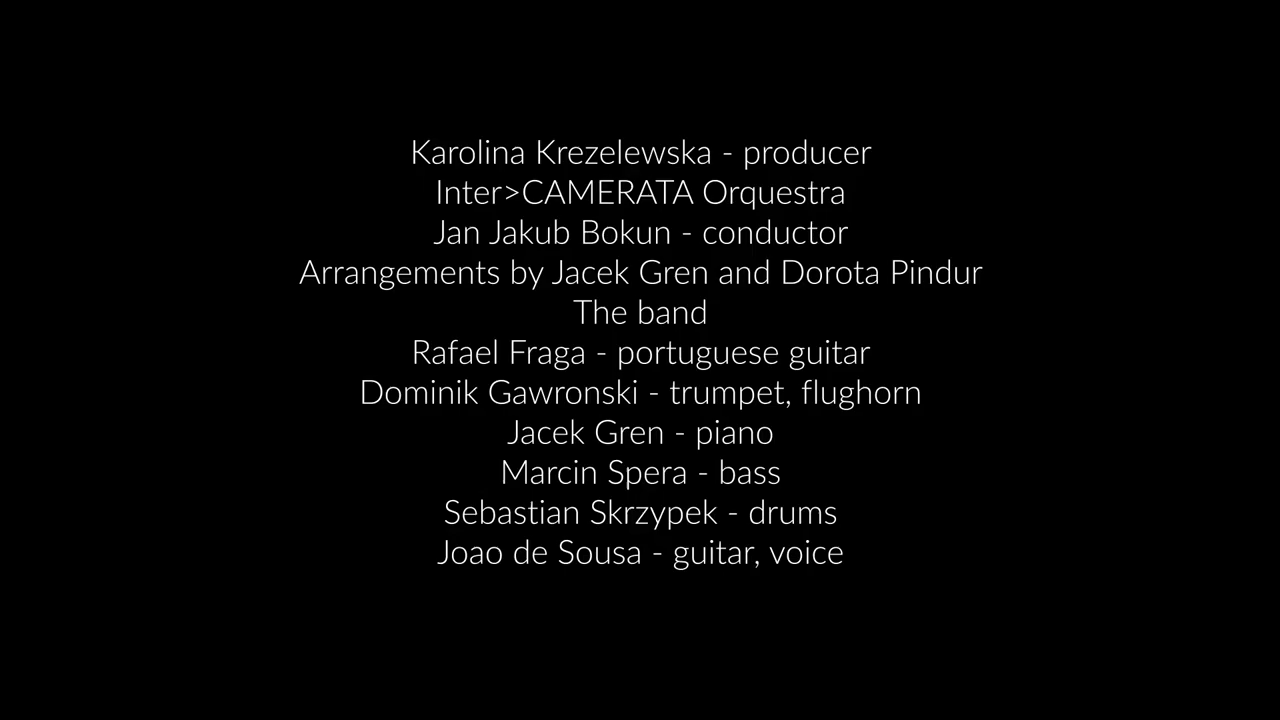 Karolina Krezelewska - producer
Inter>CAMERATA Orquestra
Jan Jakub Bokun - conductor
Arrangements by Jacek Gren and Dorota Pindur
The band
Rafael Fraga - portuguese guitar
Dominik Gawronski - trumpet, flughorn
Jacek Gren - piano
Marcin Spera - bass
Sebastian Skrzypek - drums
Joao de Sousa - guitar, voice